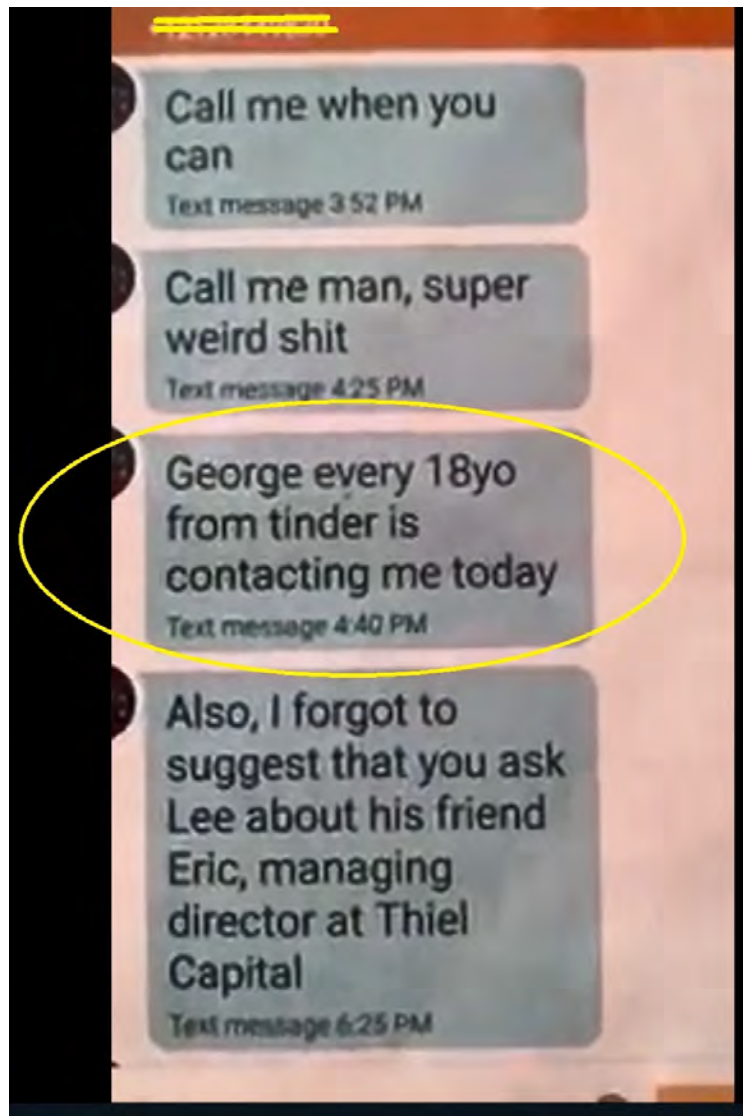 Call me when you
can
Text message 3:52 PM
Call me man, super
weird shit
Text message 4:25 PM
George every 18yo
from tinder is
contacting me today
Text message 4:40 PM
Also, I forgot to
suggest that you ask
Lee about his friend
Eric, managing
director at Thiel
Capital
Text message 6:25 PM